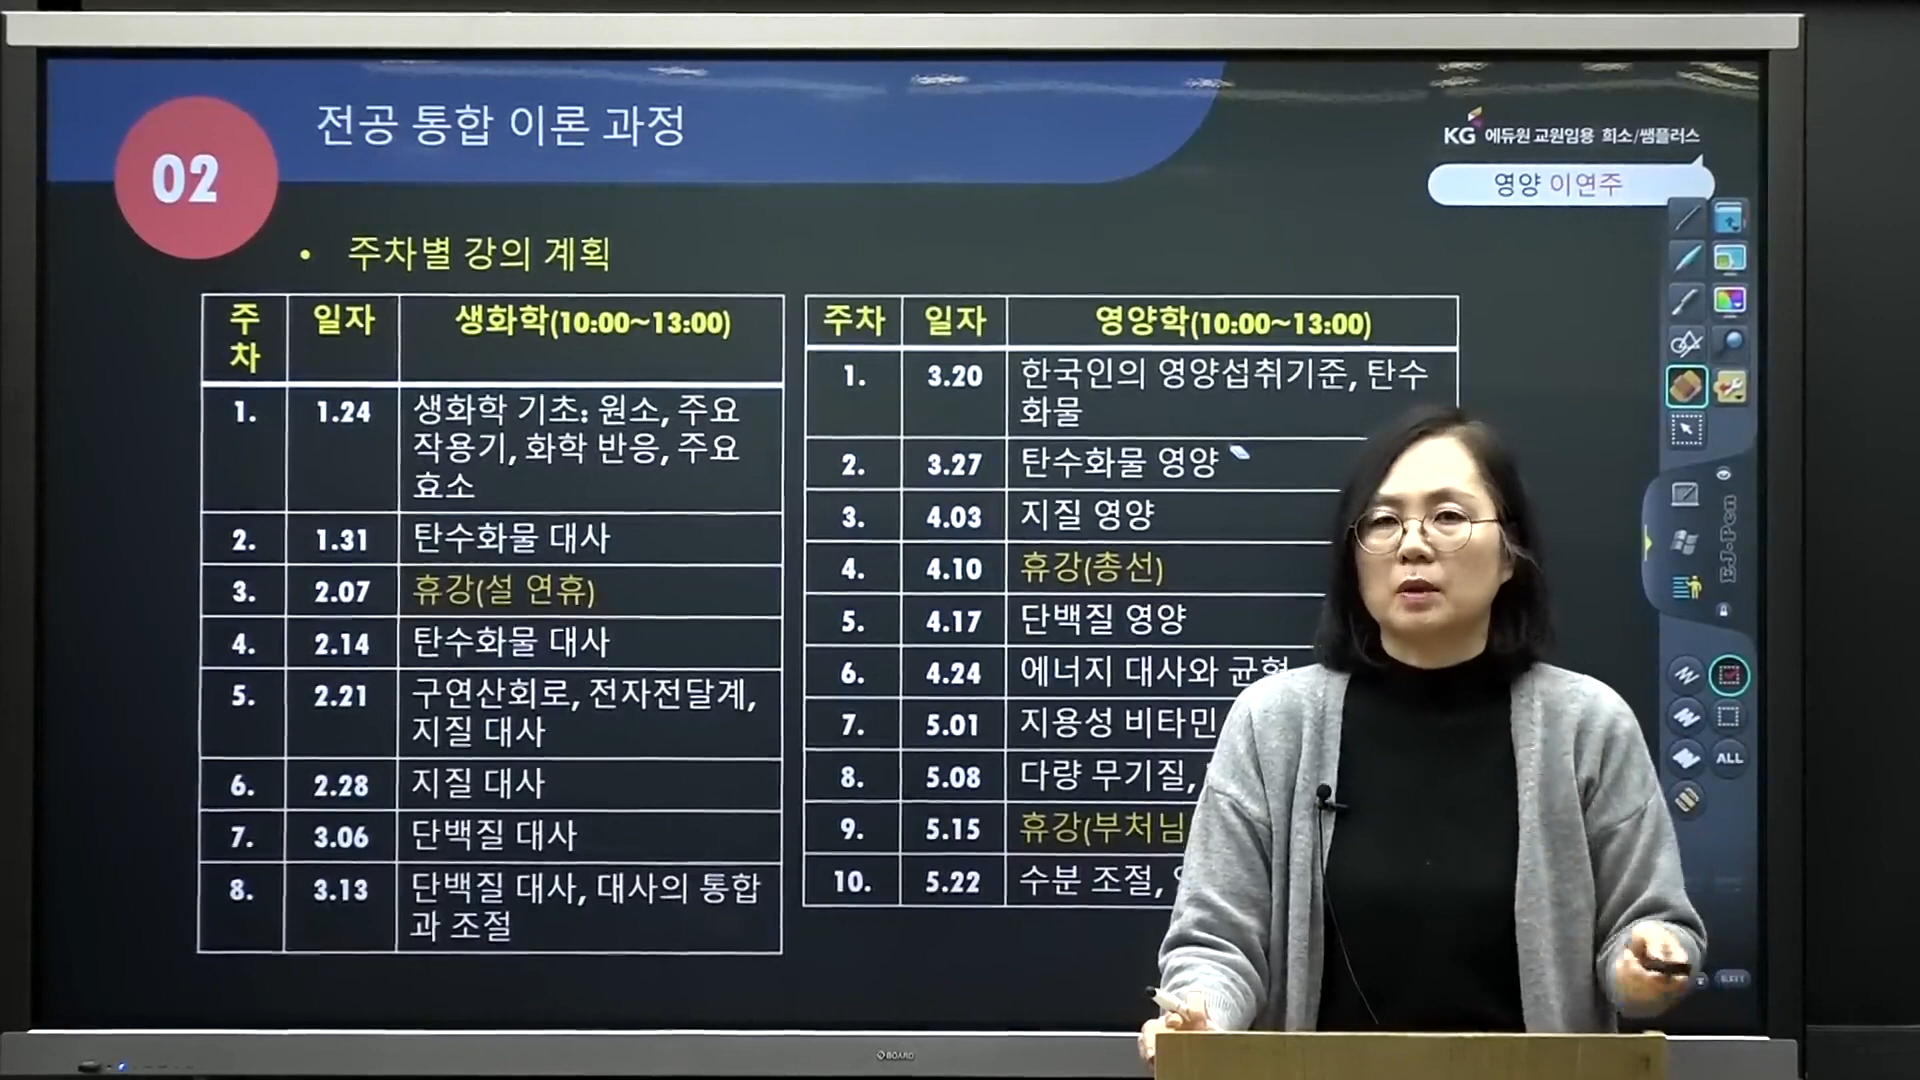 전공 통합 이론 과정
02
KG 에듀원 교원임용 희소/쌤플러스
영양 이연주
• 주차별 강의 계획
주차 일자 생화학(10:00~13:00)
1. 1.24 생화학 기초: 원소, 주요
작용기, 화학 반응, 주요
효소
2. 1.31 탄수화물 대사
3. 2.07 휴강(설 연휴)
4. 2.14 탄수화물 대사
5. 2.21 구연산회로, 전자전달계,
지질 대사
6. 2.28 지질 대사
7. 3.06 단백질 대사
8. 3.13 단백질 대사, 대사의 통합
과 조절
주차 일자 영양학(10:00~13:00)
1. 3.20 한국인의 영양섭취기준, 탄수
화물
2. 3.27 탄수화물 영양
3. 4.03 지질 영양
4. 4.10 휴강(총선)
5. 4.17 단백질 영양
6. 4.24 에너지 대사와 균형
7. 5.01 지용성 비타민
8. 5.08 다량 무기질,
9. 5.15 휴강(부처님
10. 5.22 수분 조절,
E.J.Pen
ALL
BOARD